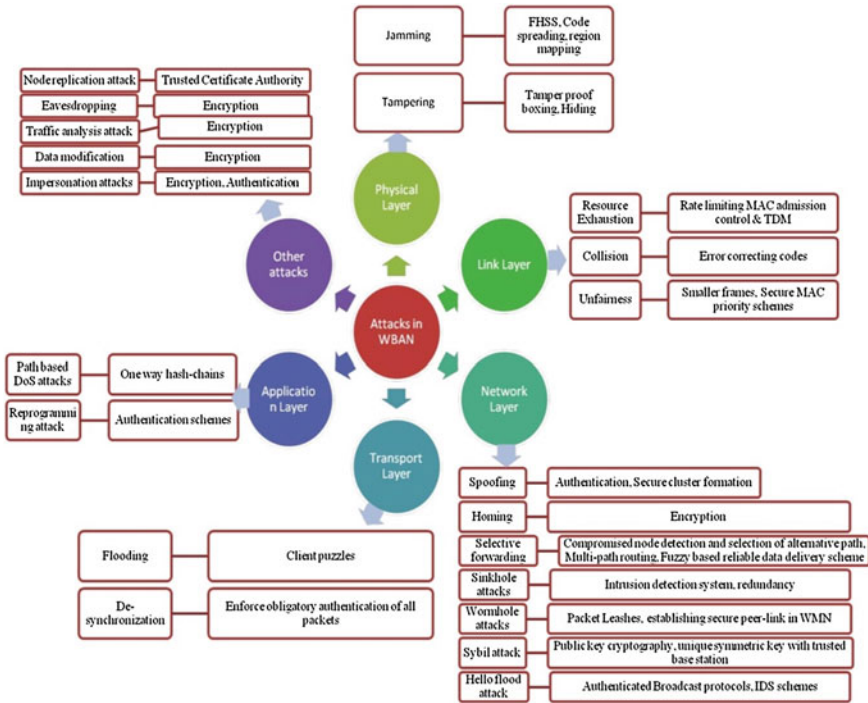 Jamming
FHSS, Code
spreading, region
mapping
Tampering
Tamper proof
boxing, Hiding
Node replication attack
Trusted Certificate Authority
Eavesdropping
Encryption
Traffic analysis attack
Encryption
Data modification
Encryption
Impersonation attacks
Encryption, Authentication
Physical
Layer
Other
attacks
Link Layer
Resource
Exhaustion
Rate limiting MAC admission
control & TDM
Collision
Error correcting codes
Unfairness
Smaller frames, Secure MAC
priority schemes
Attacks in
WBAN
Path based
DoS attacks
One way hash-chains
Reprogrammi
ng attack
Authentication schemes
Applicatio
n Layer
Network
Layer
Transport
Layer
Flooding
Client puzzles
De-
synchronization
Enforce obligatory authentication of all
packets
Spoofing
Authentication, Secure cluster formation
Homing
Encryption
Selective
forwarding
Compromised node detection and selection of alternative path,
Multi-path routing, Fuzzy based reliable data delivery scheme
Sinkhole
attacks
Intrusion detection system, redundancy
Wormhole
attacks
Packet Leashes, establishing secure peer-link in WMN
Sybil attack
Public key cryptography, unique symmetric key with trusted
base station
Hello flood
attack
Authenticated Broadcast protocols, IDS schemes